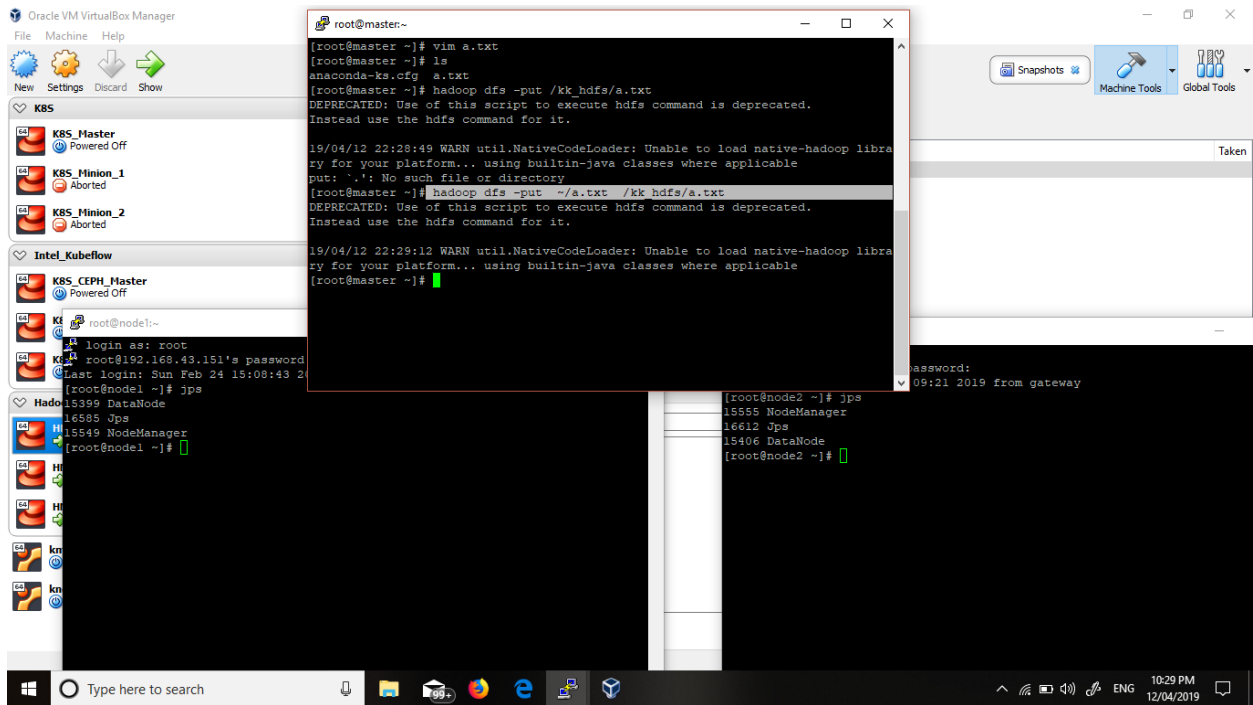 Oracle VM VirtualBox Manager
File Machine Help
New Settings Discard Show
Snapshots
Machine Tools
Global Tools
Taken
K8S
K8S_Master
Powered Off
K8S_Minion_1
Aborted
K8S_Minion_2
Aborted
Intel_Kubeflow
K8S_CEPH_Master
Powered Off
root@master:~
[root@master ~]# vim a.txt
[root@master ~]# ls
anaconda-ks.cfg  a.txt
[root@master ~]# hadoop dfs -put /kk_hdfs/a.txt
DEPRECATED: Use of this script to execute hdfs command is deprecated.
Instead use the hdfs command for it.
19/04/12 22:28:49 WARN util.NativeCodeLoader: Unable to load native-hadoop libra
ry for your platform... using builtin-java classes where applicable
put: `.': No such file or directory
[root@master ~]# hadoop dfs -put  ~/a.txt  /kk_hdfs/a.txt
DEPRECATED: Use of this script to execute hdfs command is deprecated.
Instead use the hdfs command for it.
19/04/12 22:29:12 WARN util.NativeCodeLoader: Unable to load native-hadoop libra
ry for your platform... using builtin-java classes where applicable
[root@master ~]#
root@node1:~
login as: root
root@192.168.43.151's password
Last login: Sun Feb 24 15:08:43 20
[root@node1 ~]# jps
15399 DataNode
16585 Jps
15549 NodeManager
[root@node1 ~]#
password:
09:21 2019 from gateway
[root@node2 ~]# jps
15555 NodeManager
16612 Jps
15406 DataNode
[root@node2 ~]#
Type here to search
99+
ENG
10:29 PM
12/04/2019